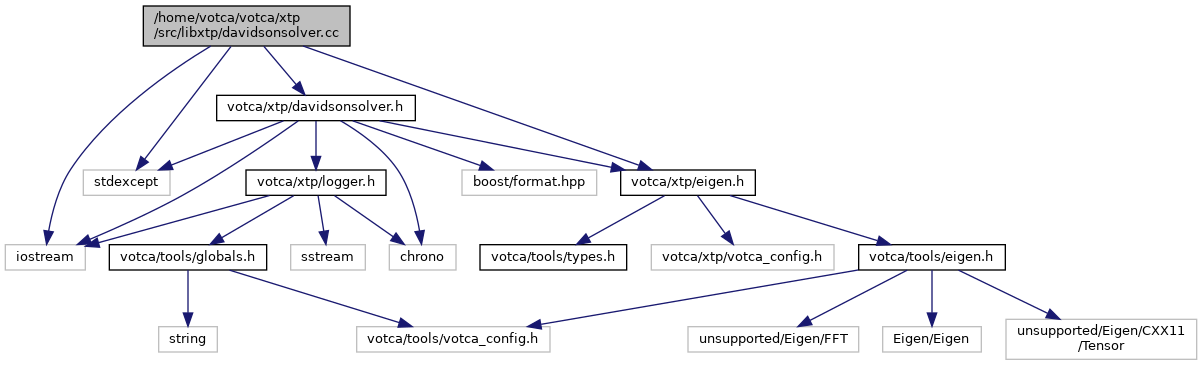 /home/votca/votca/xtp
/src/libxtp/davidsonsolver.cc
votca/xtp/davidsonsolver.h
stdexcept
votca/xtp/logger.h
boost/format.hpp
votca/xtp/eigen.h
iostream
votca/tools/globals.h
sstream
chrono
votca/tools/types.h
votca/xtp/votca_config.h
votca/tools/eigen.h
string
votca/tools/votca_config.h
unsupported/Eigen/FFT
Eigen/Eigen
unsupported/Eigen/CXX11
/Tensor